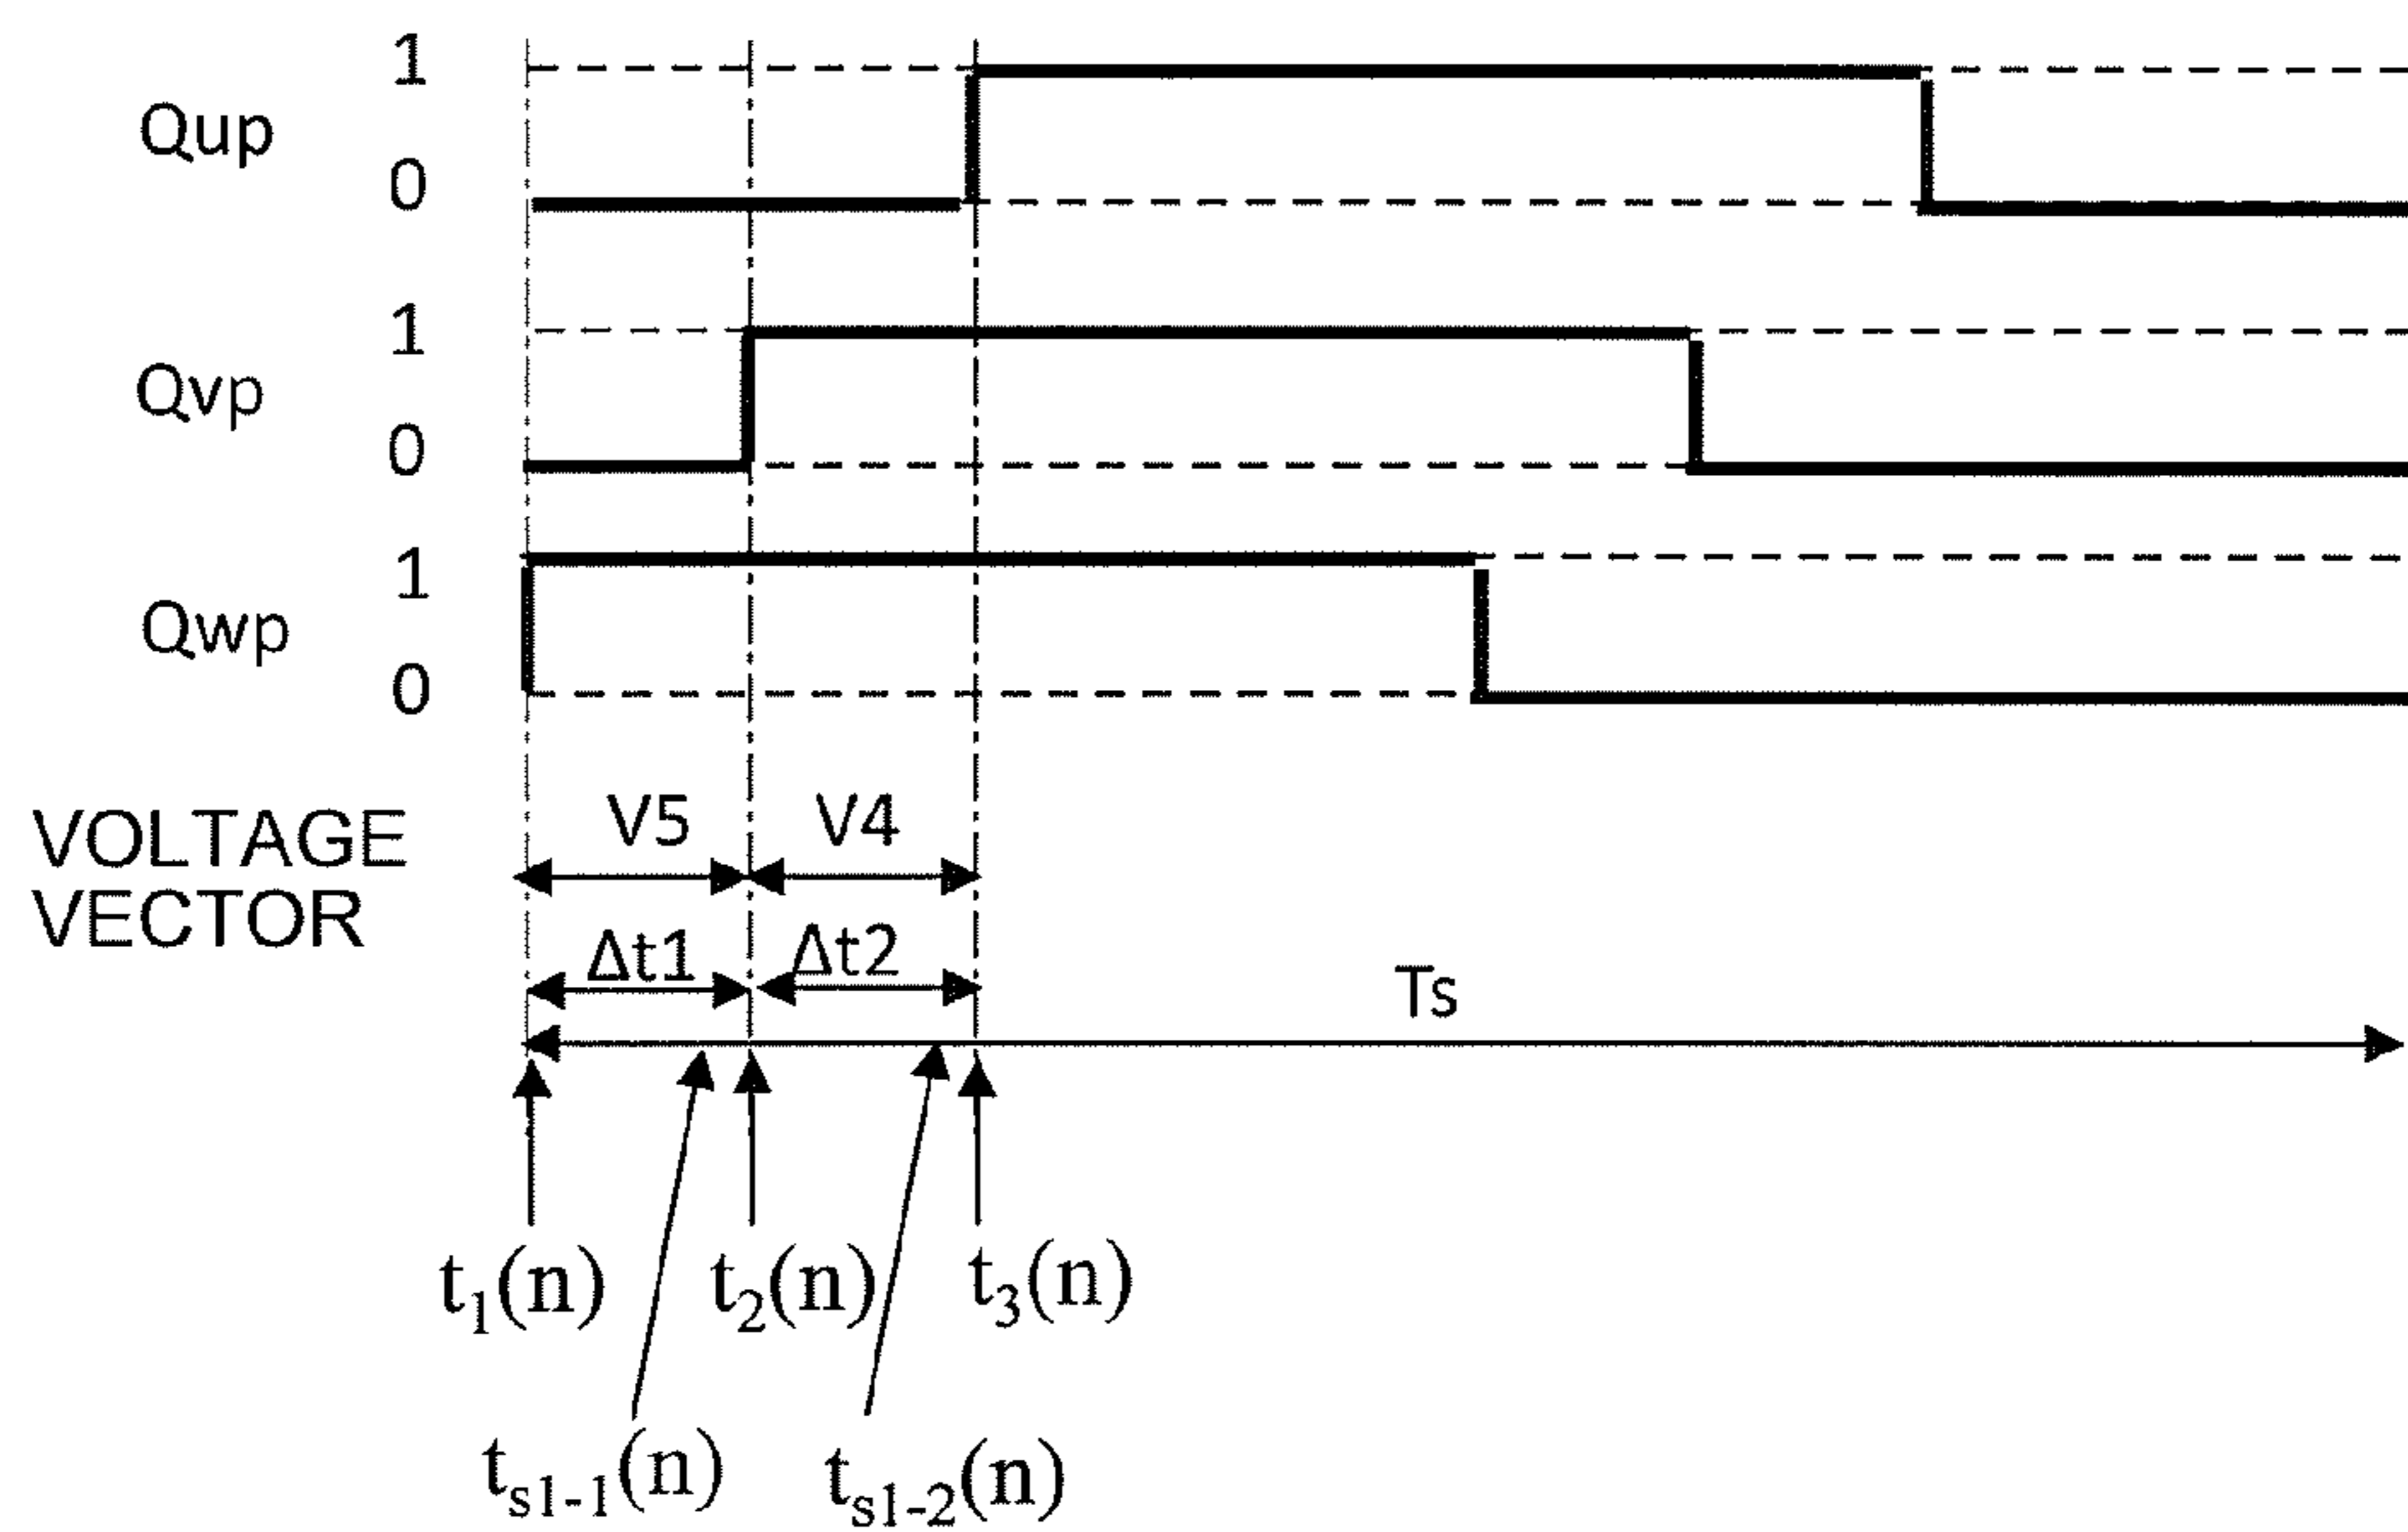 1
Qup
0
1
Qvp
0
1
Qwp
0
VOLTAGE
VECTOR
V5 V4
Δt1 Δt2
Ts
t1(n) t2(n) t3(n)
ts1-1(n) ts1-2(n)